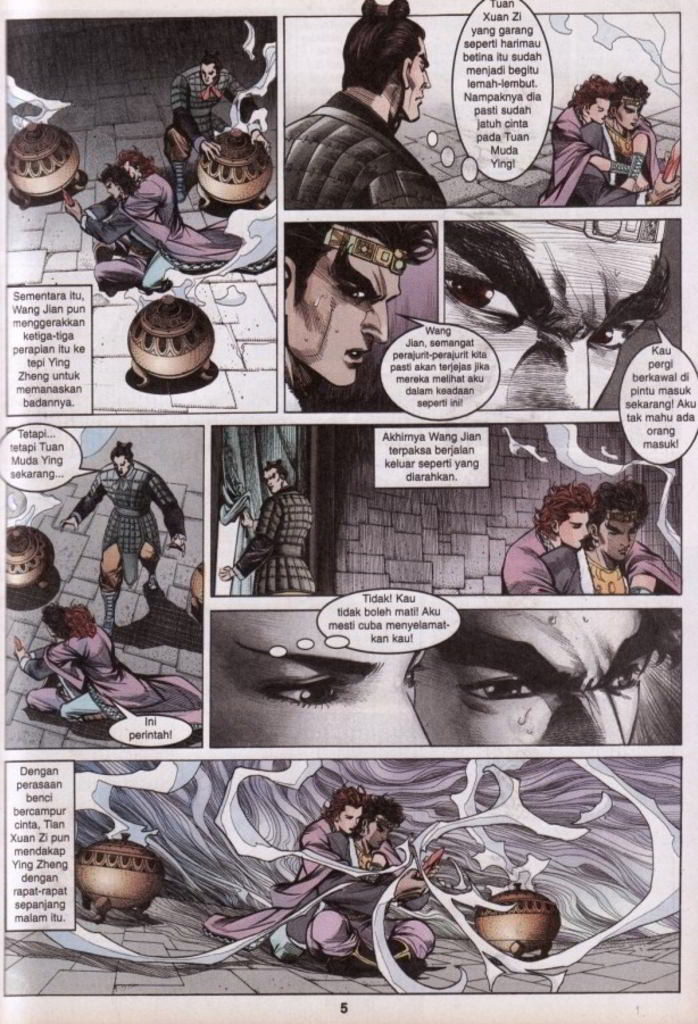 Sementara itu,
Wang Jian pun
menggerakkan
ketiga-tiga
perapian itu ke
tepi Ying
Zheng untuk
memanaskan
badannya.
Tuan
Xuan Zi
yang garang
seperti harimau
betina itu sudah
menjadi begitu
lemah-lembut.
Nampaknya dia
pasti sudah
jatuh cinta
pada Tuan
Muda
Ying!
Wang
Jian, semangat
perajurit-perajurit kita
pasti akan terjejas jika
mereka melihat aku
dalam keadaan
seperti ini!
Kau
pergi
berkawal di
pintu masuk
sekarang! Aku
tak mahu ada
orang
masuk!
Tetapi...
tetapi Tuan
Muda Ying
sekarang...
Ini
perintah!
Akhirnya Wang Jian
terpaksa berjalan
keluar seperti yang
diarahkan.
Tidak! Kau
tidak boleh mati! Aku
mesti cuba menyelamat-
kan kau!
Dengan
perasaan
benci
bercampur
cinta, Tian
Xuan Zi pun
mendakap
Ying Zheng
dengan
rapat-rapat
sepanjang
malam itu.
5